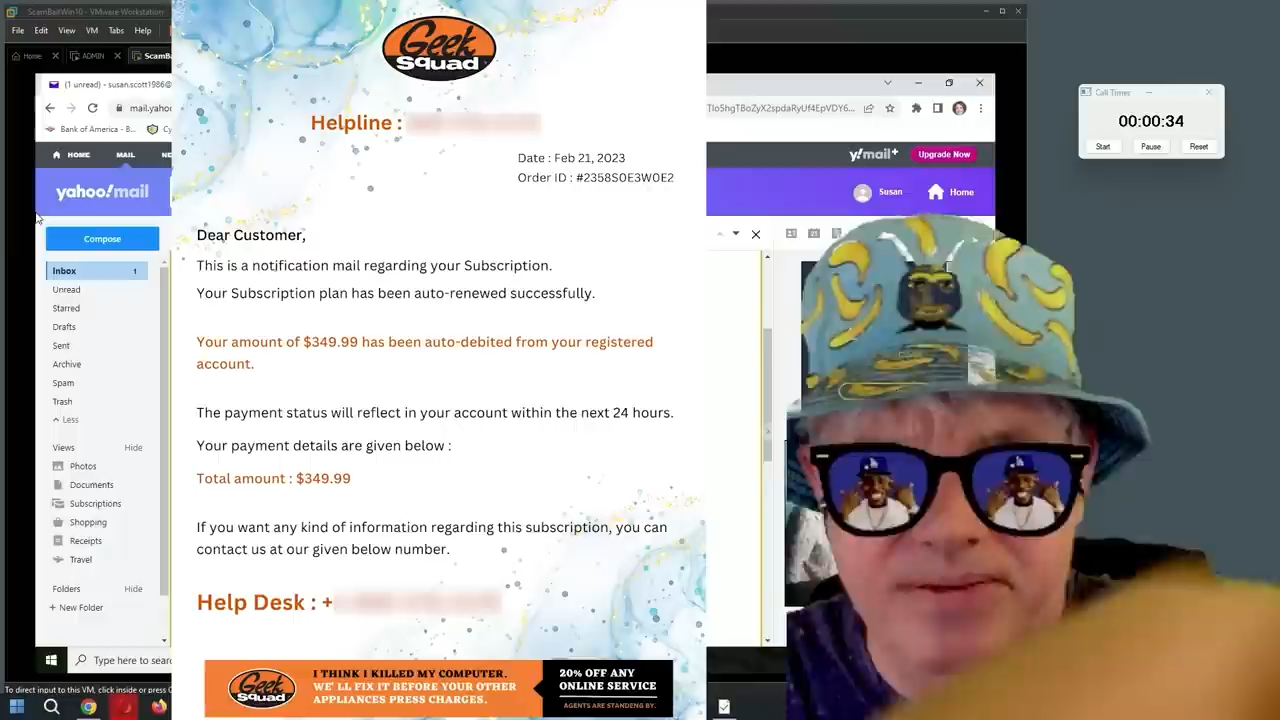 ScamBaitWin10 - VMware Workstation
File Edit View VM Tabs Help
Home ADMIN ScamBa
(1 unread) - susan.scott1986@
mail.yahoo
TIo5hgTBoZyX2spdaRyUf4EpVDY6...
Bank of America - B...
HOME MAIL NE
y!mail+ Upgrade Now
yahoo!mail
Susan Home
Compose
Inbox 1
Unread
Starred
Drafts
Sent
Archive
Spam
Trash
Less
Views Hide
Photos
Documents
Subscriptions
Shopping
Receipts
Travel
Folders Hide
+ New Folder
Type here to searc
To direct input to this VM, click inside or press C
Geek
Squad
Helpline :
Date : Feb 21, 2023
Order ID : #2358SOE3WOE2
Dear Customer,
This is a notification mail regarding your Subscription.
Your Subscription plan has been auto-renewed successfully.
Your amount of $349.99 has been auto-debited from your registered
account.
The payment status will reflect in your account within the next 24 hours.
Your payment details are given below :
Total amount : $349.99
If you want any kind of information regarding this subscription, you can
contact us at our given below number.
Help Desk : +
Geek
Squad
I THINK I KILLED MY COMPUTER.
WE' LL FIX IT BEFORE YOUR OTHER
APPLIANCES PRESS CHARGES.
20% OFF ANY
ONLINE SERVICE
AGENTS ARE STANDENG BY.
Call Timer
00:00:34
Start Pause Reset